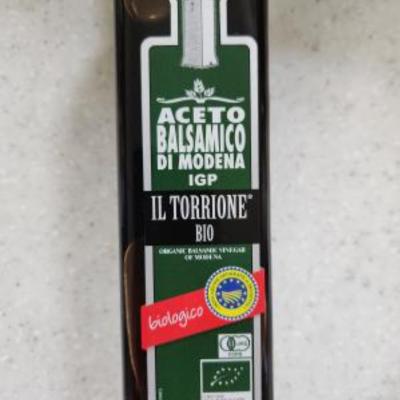 ACETO
BALSAMICO
DI MODENA
IGP
IL TORRIONE®
BIO
ORGANIC BALSAMIC VINEGAR
OF MODENA
biologico